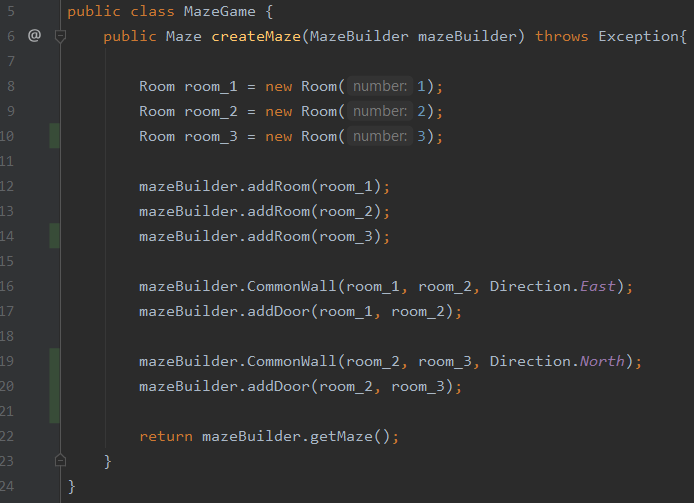 5 public class MazeGame {
6 @ public Maze createMaze(MazeBuilder mazeBuilder) throws Exception{
7
8 Room room_1 = new Room( number: 1);
9 Room room_2 = new Room( number: 2);
10 Room room_3 = new Room( number: 3);
11
12 mazeBuilder.addRoom(room_1);
13 mazeBuilder.addRoom(room_2);
14 mazeBuilder.addRoom(room_3);
15
16 mazeBuilder.CommonWall(room_1, room_2, Direction.East);
17 mazeBuilder.addDoor(room_1, room_2);
18
19 mazeBuilder.CommonWall(room_2, room_3, Direction.North);
20 mazeBuilder.addDoor(room_2, room_3);
21
22 return mazeBuilder.getMaze();
23 }
24 }